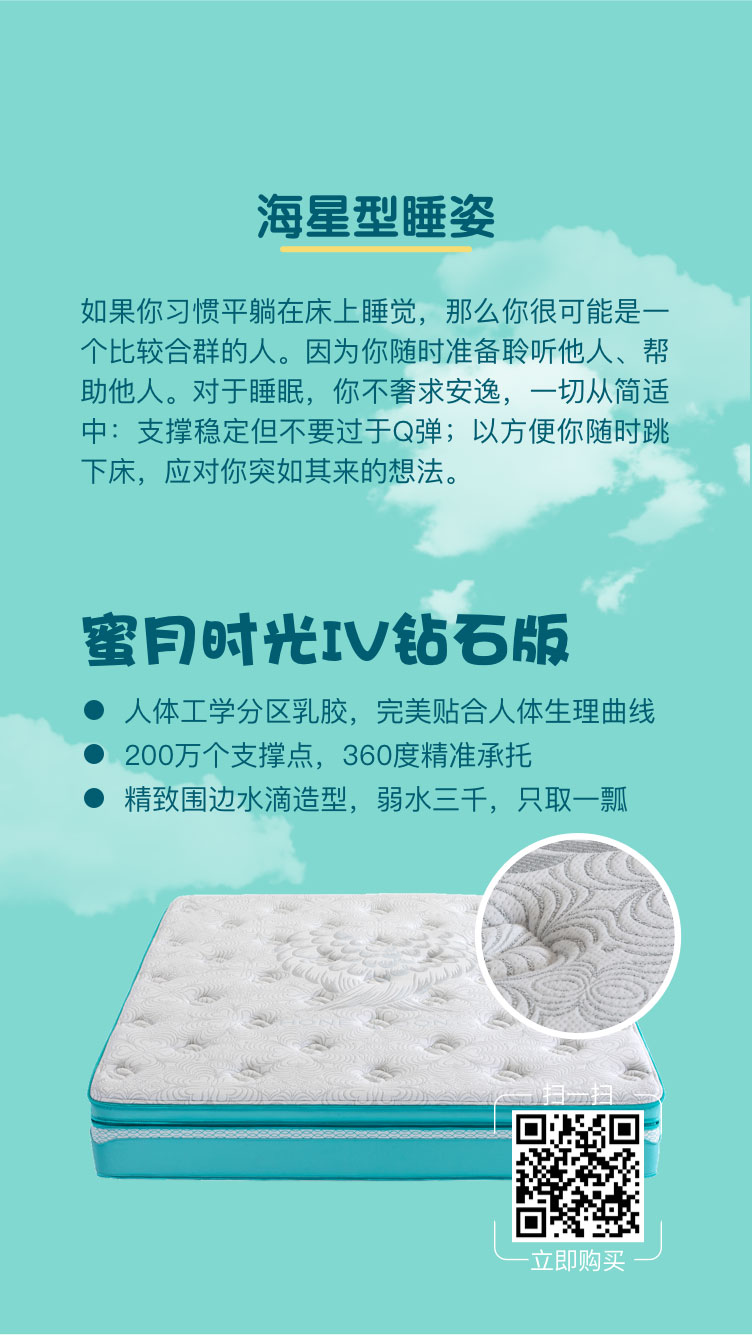 海星型睡姿
如果你习惯平躺在床上睡觉，那么你很可能是一
个比较合群的人。因为你随时准备聆听他人、帮
助他人。对于睡眠，你不奢求安逸，一切从简适
中：支撑稳定但不要过于Q弹；以方便你随时跳
下床，应对你突如其来的想法。
蜜月时光IV钻石版
● 人体工学分区乳胶，完美贴合人体生理曲线
● 200万个支撑点，360度精准承托
● 精致围边水滴造型，弱水三千，只取一瓢
扫一扫
立即购买